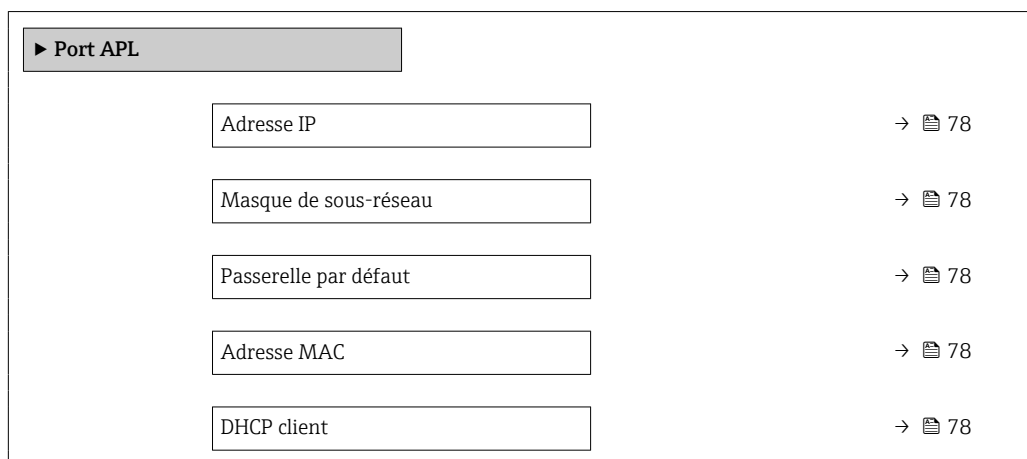 ▶ Port APL
Adresse IP → 78
Masque de sous-réseau → 78
Passerelle par défaut → 78
Adresse MAC → 78
DHCP client → 78